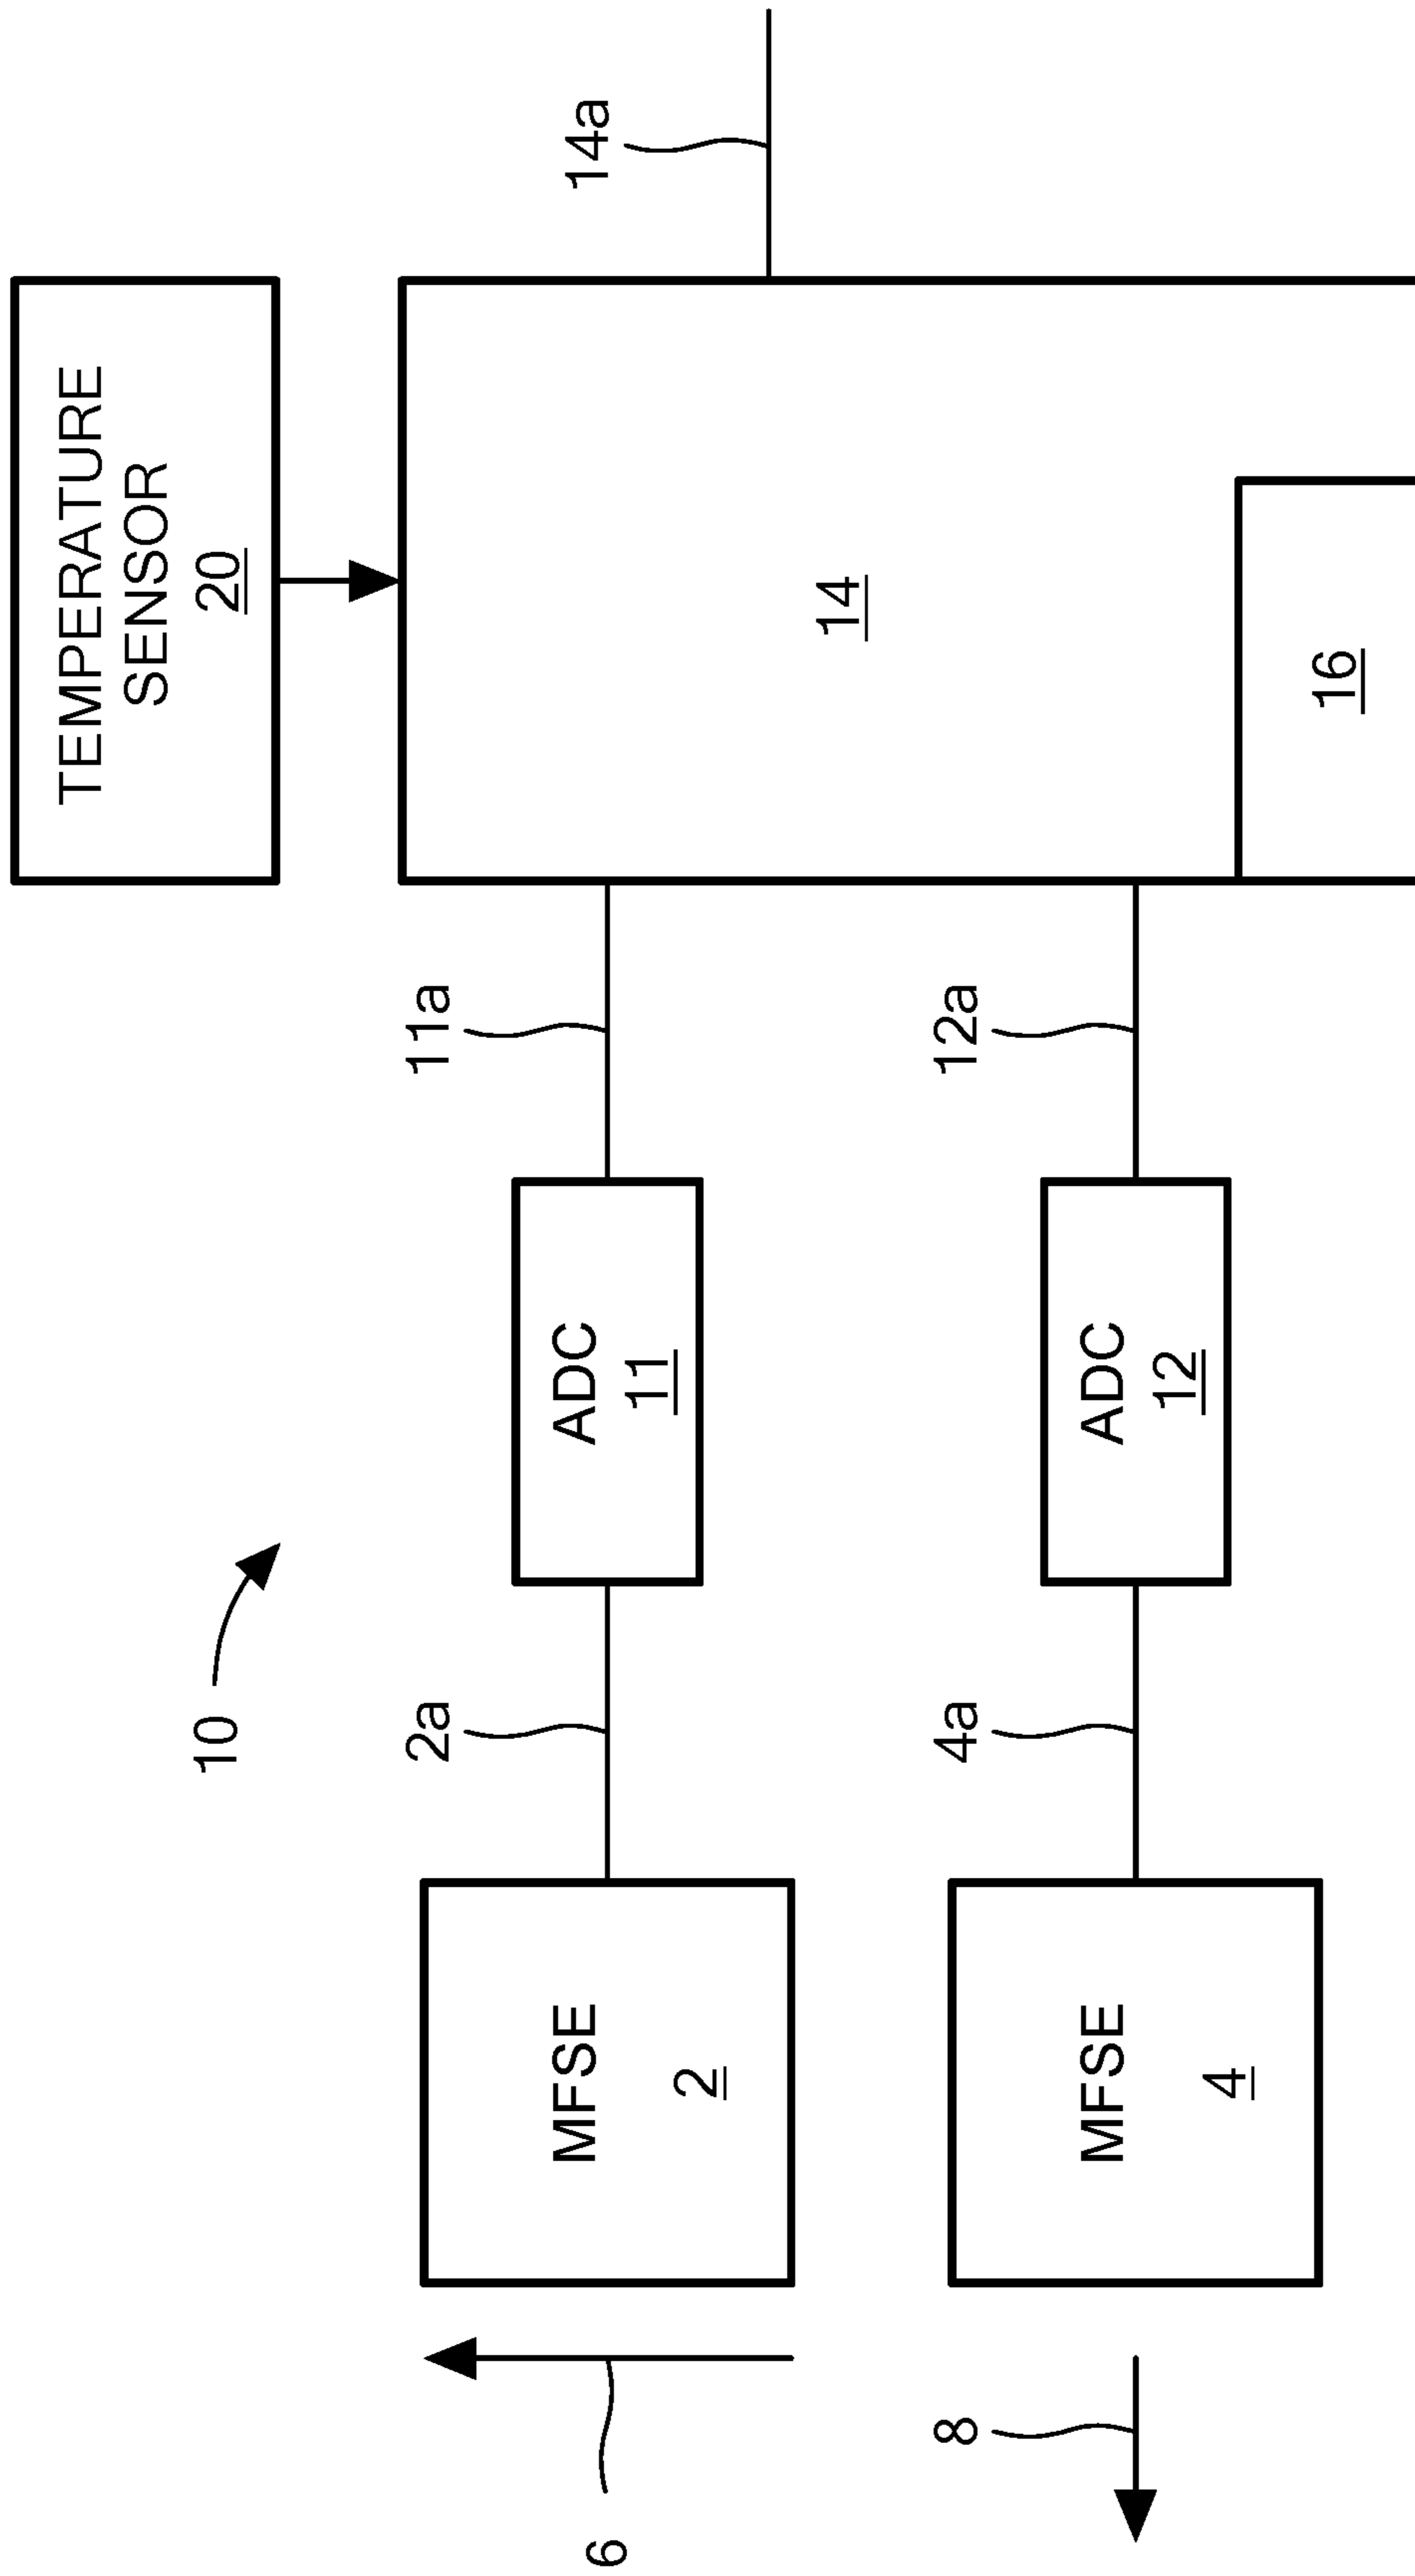 TEMPERATURE
SENSOR
20
10
6
MFSE
2
2a
ADC
11
11a
14
14a
8
MFSE
4
4a
ADC
12
12a
16